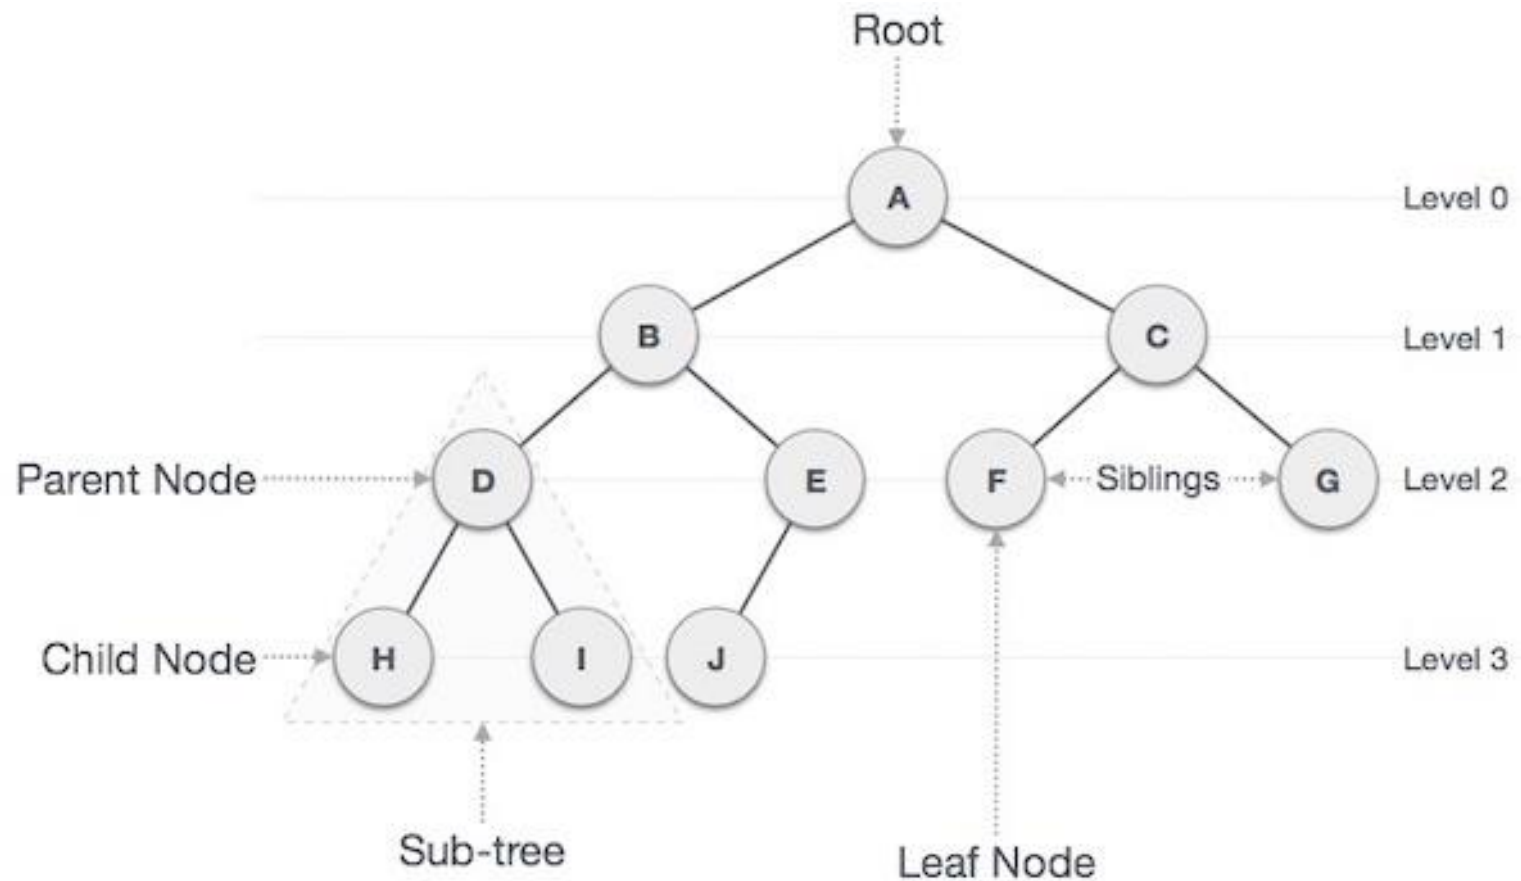 Root
A
Level 0
B
C
Level 1
Parent Node
D
E
F
Siblings
G
Level 2
Child Node
H
I
J
Level 3
Sub-tree
Leaf Node